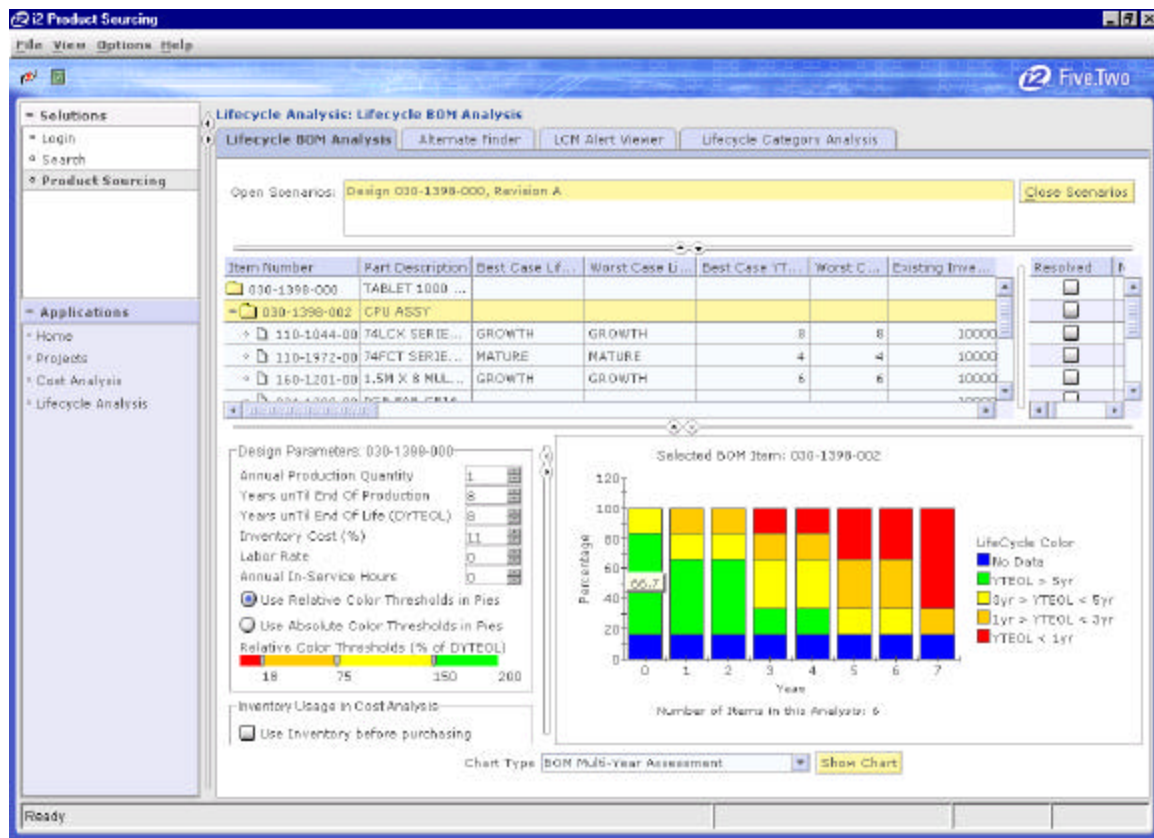 i2 Product Sourcing
File View Options Help
i2 Five.Two
Solutions
Login
Search
Product Sourcing
Applications
Home
Projects
Cost Analysis
Lifecycle Analysis
Lifecycle Analysis: Lifecycle BOM Analysis
Lifecycle BOM Analysis Alternate Finder LCM Alert Viewer Lifecycle Category Analysis
Open Scenarios: Design 030-1398-000, Revision A Close Scenarios
Item Number Part Description Best Case Lif... Worst Case Li... Best Case YT... Worst C... Existing Inve... Resolved
030-1398-000 TABLET 1000 ...
030-1398-002 CPU ASSY
110-1044-00 74LCX SERIE... GROWTH GROWTH 8 8 10000
110-1972-00 74FCT SERIE... MATURE MATURE 4 4 10000
160-1201-00 1.5M X 8 MUL... GROWTH GROWTH 6 6 10000
Design Parameters: 030-1398-000
Annual Production Quantity 1
Years unTil End Of Production 8
Years unTil End Of Life (DYTEOL) 8
Inventory Cost (%) 11
Labor Rate 0
Annual In-Service Hours 0
Use Relative Color Thresholds in Pies
Use Absolute Color Thresholds in Pies
Relative Color Thresholds (% of DYTEOL)
18 75 150 200
Inventory Usage in Cost Analysis
Use Inventory before purchasing
Selected BOM Item: 030-1398-002
Percentage
120
100
80
60
40
20
0
66.7
0 1 2 3 4 5 6 7
Year
Number of Items in this Analysis: 6
LifeCycle Color
No Data
YTEOL > 5yr
3yr > YTEOL < 5yr
1yr > YTEOL < 3yr
YTEOL < 1yr
Chart Type BOM Multi-Year Assessment Show Chart
Ready